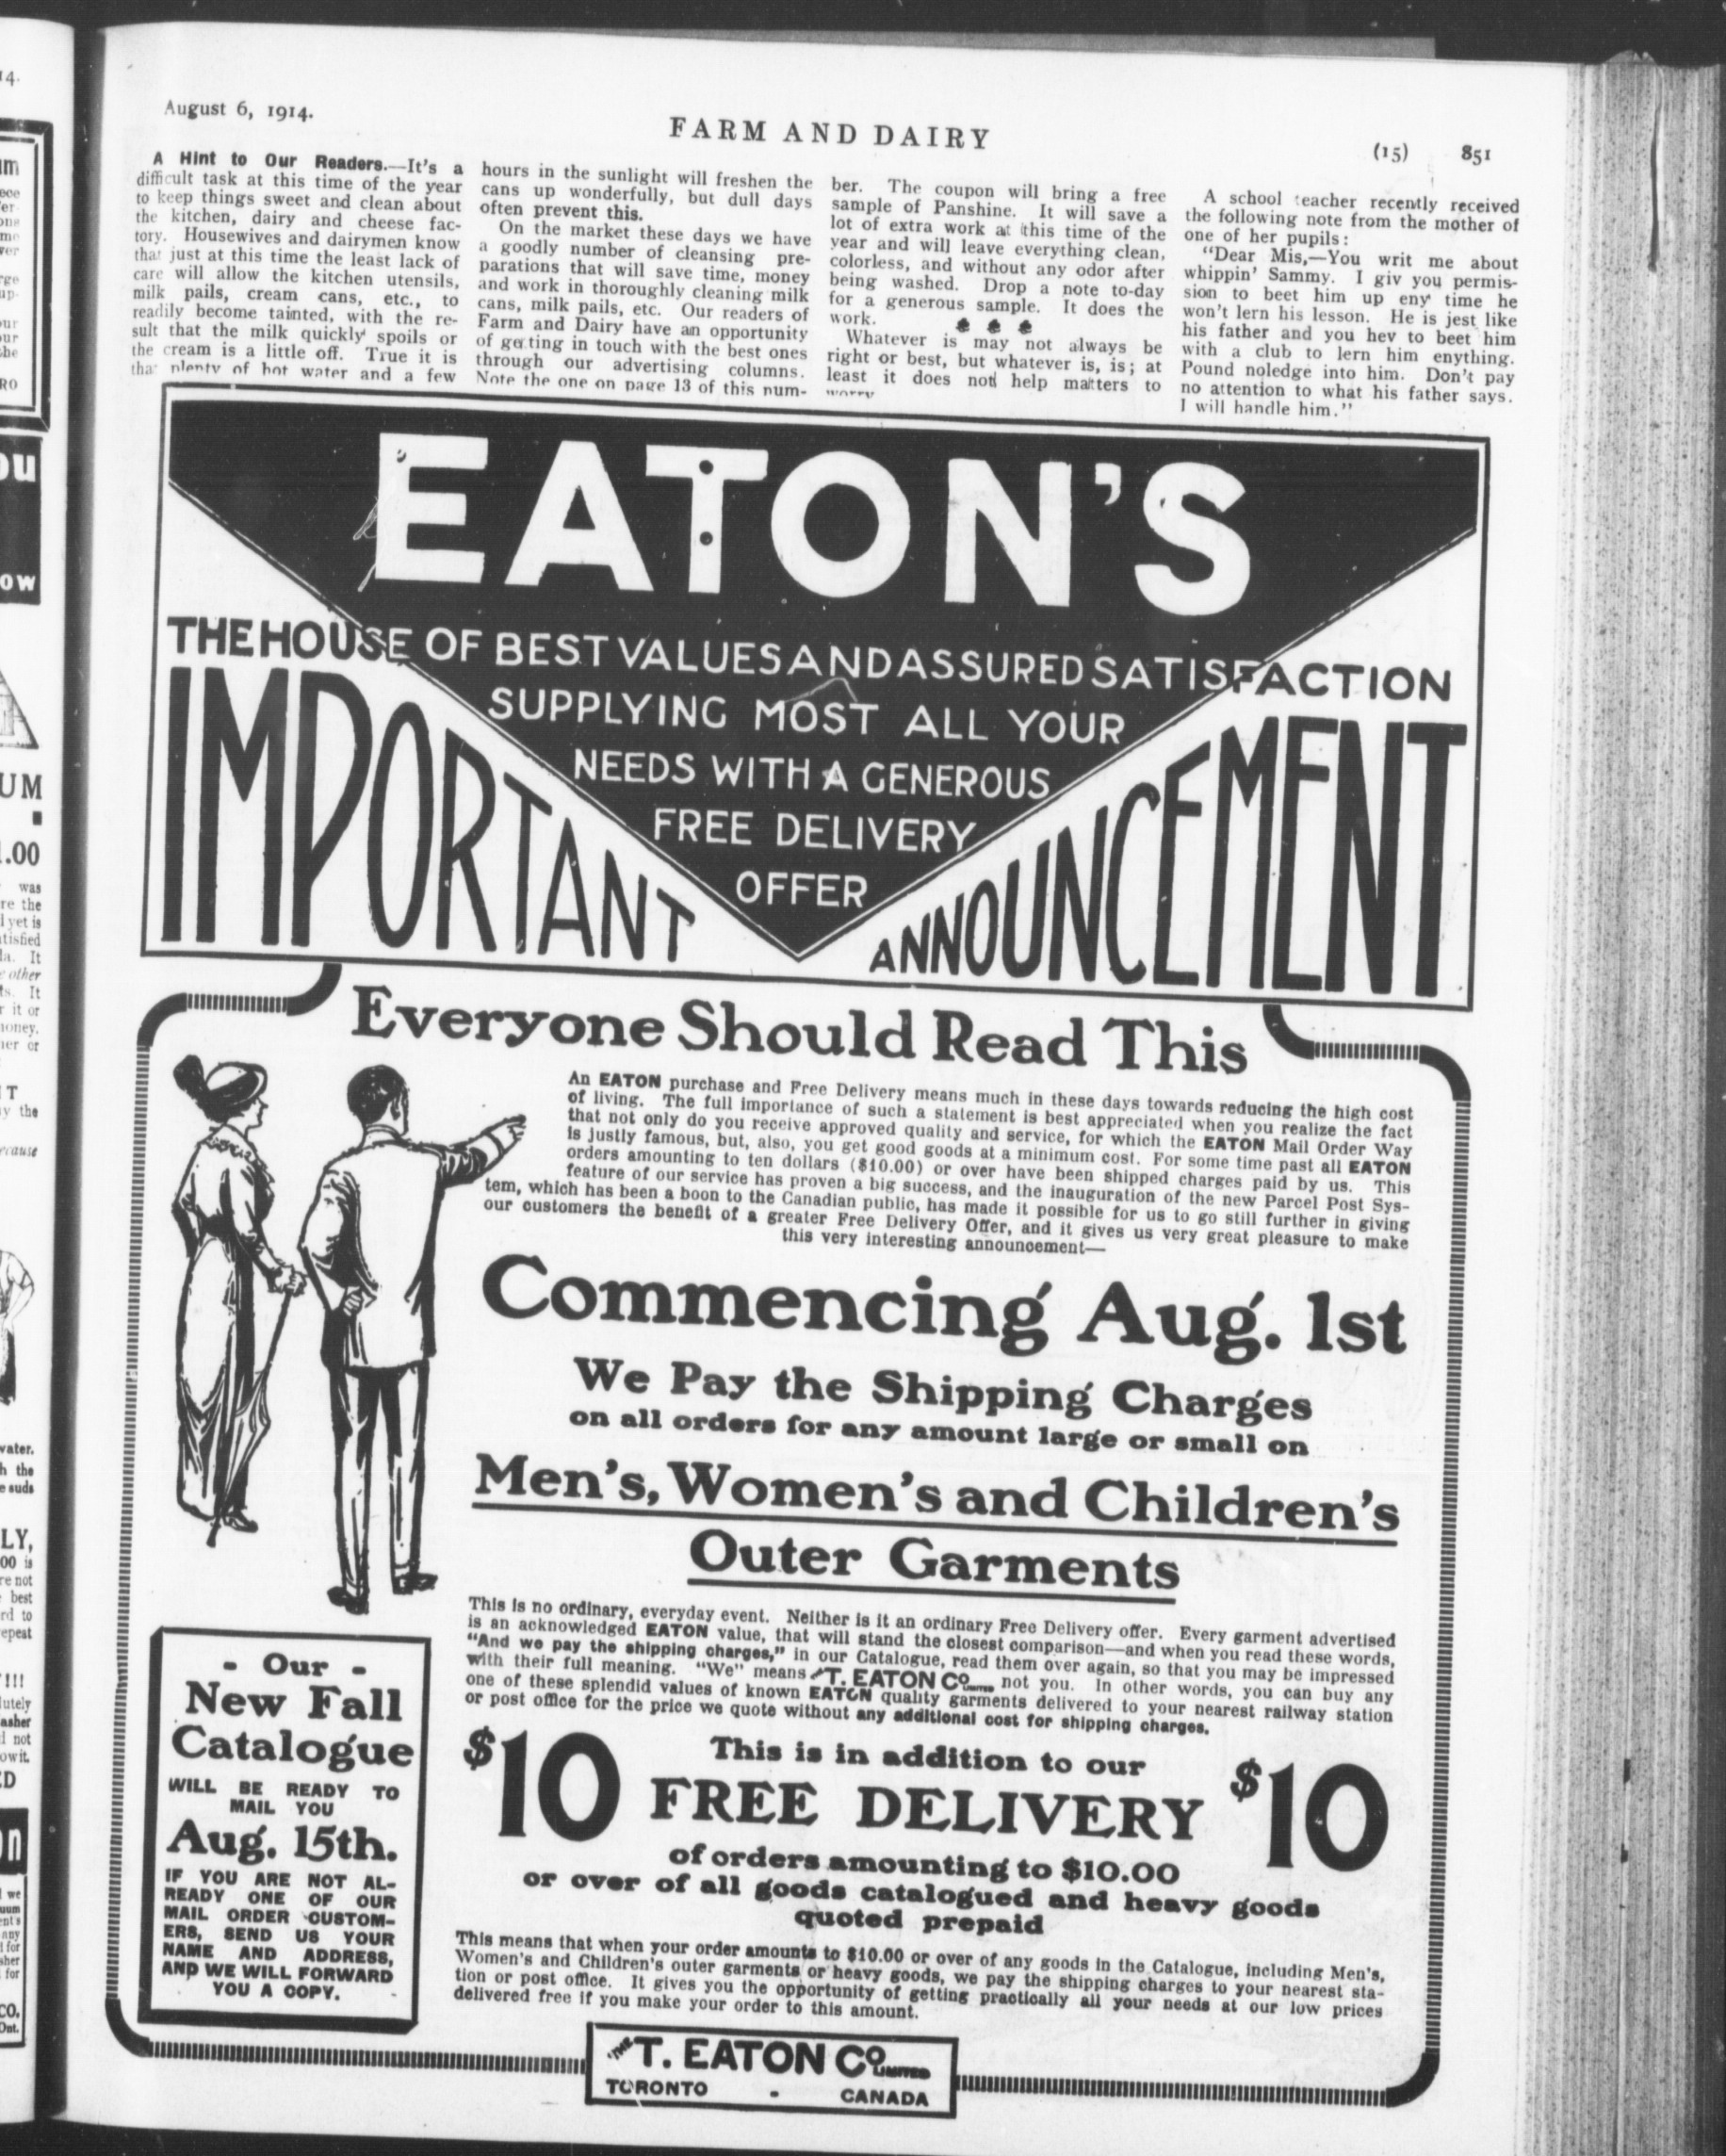 August 6, 1914.
FARM AND DAIRY
(15) 851
A Hint to Our Readers.—It's a
difficult task at this time of the year
to keep things sweet and clean about
the kitchen, dairy and cheese fac-
tory. Housewives and dairymen know
that just at this time the least lack of
care will allow the kitchen utensils,
milk pails, cream cans, etc., to
readily become tainted, with the re-
sult that the milk quickly spoils or
the cream is a little off. True it is
that plenty of hot water and a few
hours in the sunlight will freshen the
cans up wonderfully, but dull days
often prevent this.
On the market these days we have
a goodly number of cleansing pre-
parations that will save time, money
and work in thoroughly cleaning milk
cans, milk pails, etc. Our readers of
Farm and Dairy have an opportunity
of getting in touch with the best ones
through our advertising columns.
Note the one on page 13 of this num-
ber. The coupon will bring a free
sample of Panshine. It will save a
lot of extra work at this time of the
year and will leave everything clean,
colorless, and without any odor after
being washed. Drop a note to-day
for a generous sample. It does the
work.
Whatever is may not always be
right or best, but whatever is, is; at
least it does not help matters to
worry
A school teacher recently received
the following note from the mother of
one of her pupils:
"Dear Mis,—You writ me about
whippin' Sammy. I giv you permis-
sion to beet him up eny time he
won't lern his lesson. He is jest like
his father and you hev to beet him
with a club to lern him enything.
Pound noledge into him. Don't pay
no attention to what his father says.
I will handle him."
EATON'S
THE HOUSE OF BEST VALUES AND ASSURED SATISFACTION
SUPPLYING MOST ALL YOUR
NEEDS WITH A GENEROUS
FREE DELIVERY
OFFER
IMPORTANT ANNOUNCEMENT
Everyone Should Read This
An EATON purchase and Free Delivery means much in these days towards reducing the high cost
of living. The full importance of such a statement is best appreciated when you realize the fact
that not only do you receive approved quality and service, for which the EATON Mail Order Way
is justly famous, but, also, you get good goods at a minimum cost. For some time past all EATON
orders amounting to ten dollars ($10.00) or over have been shipped charges paid by us. This
feature of our service has proven a big success, and the inauguration of the new Parcel Post Sys-
tem, which has been a boon to the Canadian public, has made it possible for us to go still further in giving
our customers the benefit of a greater Free Delivery Offer, and it gives us very great pleasure to make
this very interesting announcement—
Commencing Aug. 1st
We Pay the Shipping Charges
on all orders for any amount large or small on
Men's, Women's and Children's
Outer Garments
This is no ordinary, everyday event. Neither is it an ordinary Free Delivery offer. Every garment advertised
is an acknowledged EATON value, that will stand the closest comparison—and when you read these words,
"And we pay the shipping charges," in our Catalogue, read them over again, so that you may be impressed
with their full meaning. "We" means THE T. EATON CO. LIMITED not you. In other words, you can buy any
one of these splendid values of known EATON quality garments delivered to your nearest railway station
or post office for the price we quote without any additional cost for shipping charges.
$10 This is in addition to our $10
FREE DELIVERY
of orders amounting to $10.00
or over of all goods catalogued and heavy goods
quoted prepaid
This means that when your order amounts to $10.00 or over of any goods in the Catalogue, including Men's,
Women's and Children's outer garments or heavy goods, we pay the shipping charges to your nearest sta-
tion or post office. It gives you the opportunity of getting practically all your needs at our low prices
delivered free if you make your order to this amount.
- Our -
New Fall
Catalogue
WILL BE READY TO
MAIL YOU
Aug. 15th.
IF YOU ARE NOT AL-
READY ONE OF OUR
MAIL ORDER CUSTOM-
ERS, SEND US YOUR
NAME AND ADDRESS,
AND WE WILL FORWARD
YOU A COPY.
THE T. EATON CO. LIMITED
TORONTO - CANADA